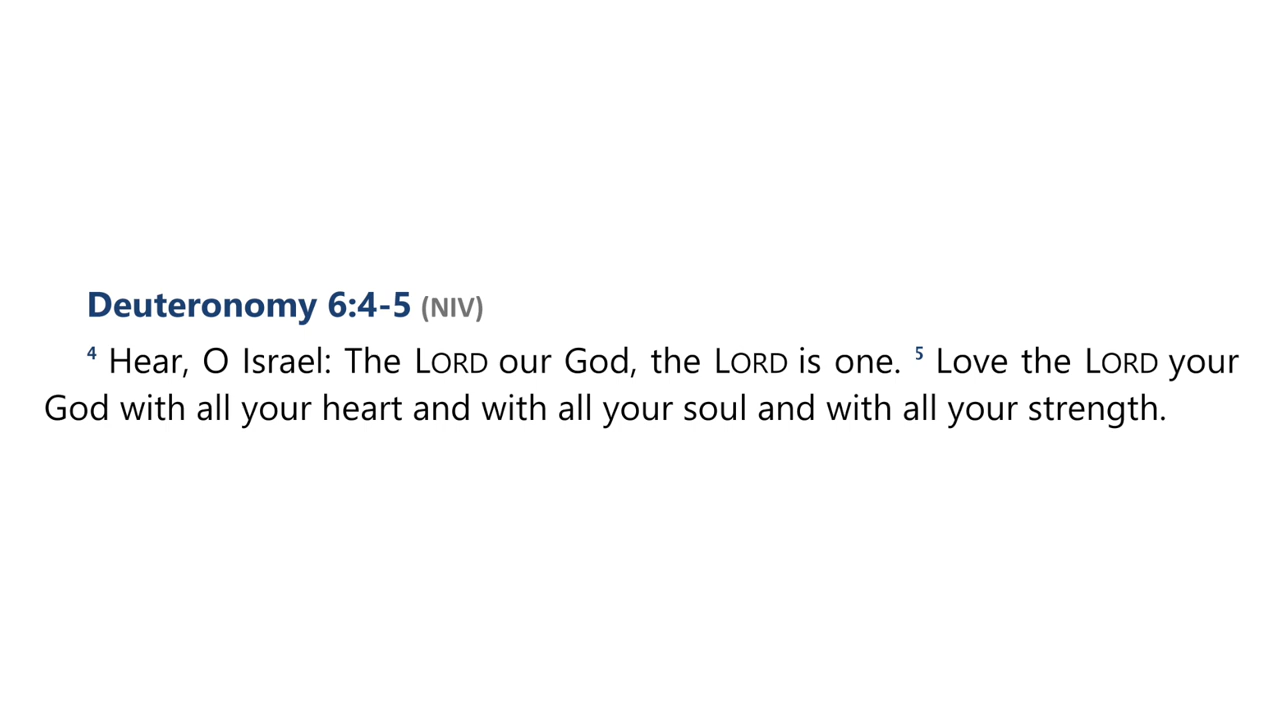 Deuteronomy 6:4-5 (NIV)
4 Hear, O Israel: The LORD our God, the LORD is one. 5 Love the LORD your
God with all your heart and with all your soul and with all your strength.